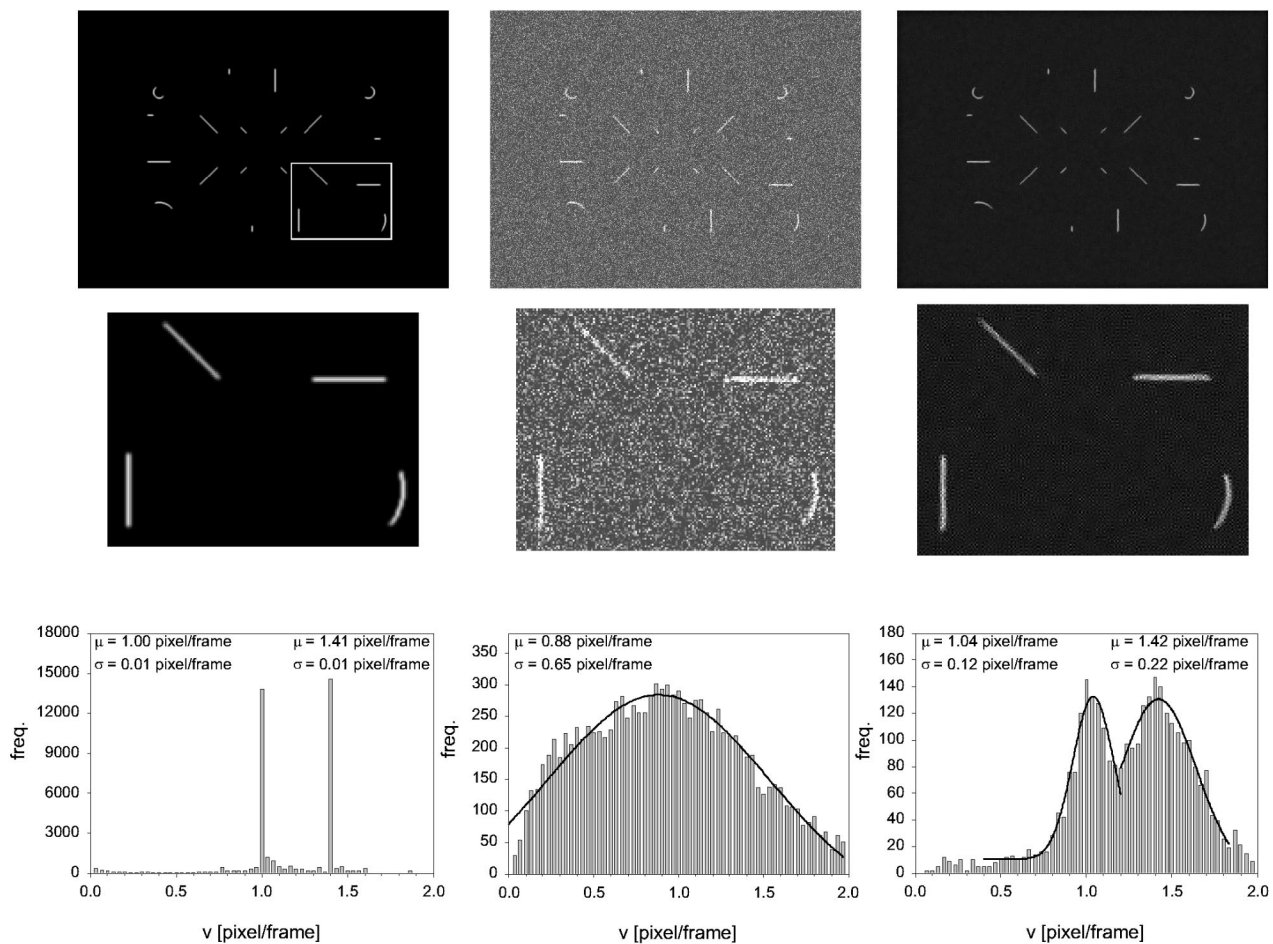 μ = 1.00 pixel/frame
σ = 0.01 pixel/frame
μ = 1.41 pixel/frame
σ = 0.01 pixel/frame
18000
15000
12000
9000
6000
3000
0
freq.
0.0 0.5 1.0 1.5 2.0
v [pixel/frame]
μ = 0.88 pixel/frame
σ = 0.65 pixel/frame
350
300
250
200
150
100
50
0
freq.
0.0 0.5 1.0 1.5 2.0
v [pixel/frame]
μ = 1.04 pixel/frame
σ = 0.12 pixel/frame
μ = 1.42 pixel/frame
σ = 0.22 pixel/frame
180
160
140
120
100
80
60
40
20
0
freq.
0.0 0.5 1.0 1.5 2.0
v [pixel/frame]